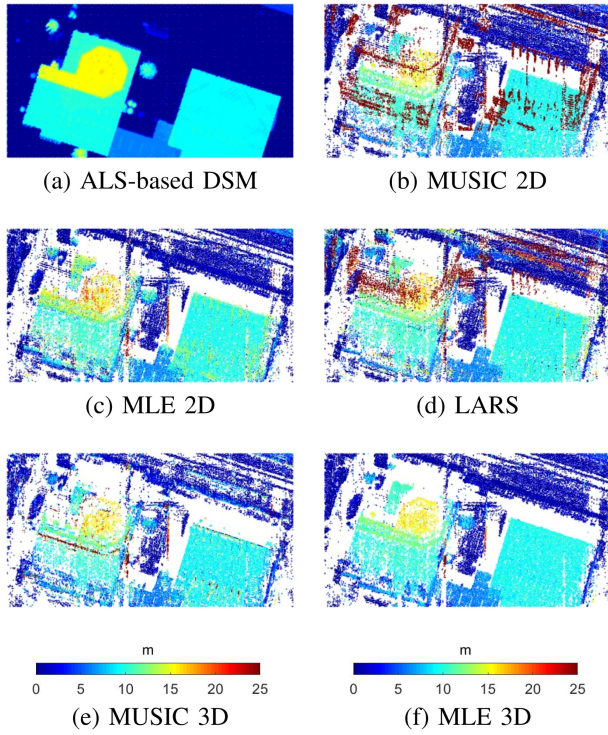 (a) ALS-based DSM
(b) MUSIC 2D
(c) MLE 2D
(d) LARS
m
m
0 5 10 15 20 25
0 5 10 15 20 25
(e) MUSIC 3D
(f) MLE 3D